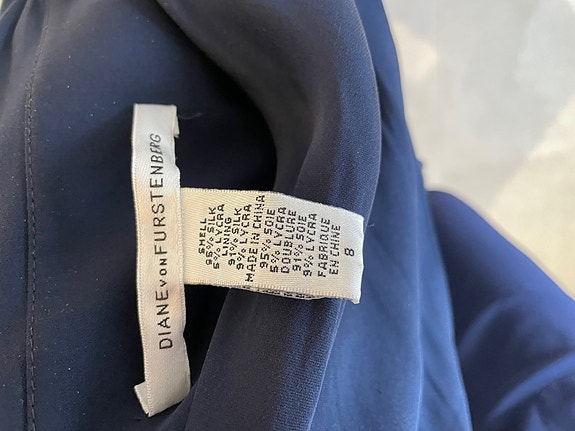 DIANE VON FURSTENBERG
SHELL
95% SILK
5% LYCRA
LINING
91% SILK
9% LYCRA
MADE IN CHINA
95% SOIE
5% LYCRA
DOUBLURE
91% SOIE
9% LYCRA
FABRIQUE
EN CHINE
8